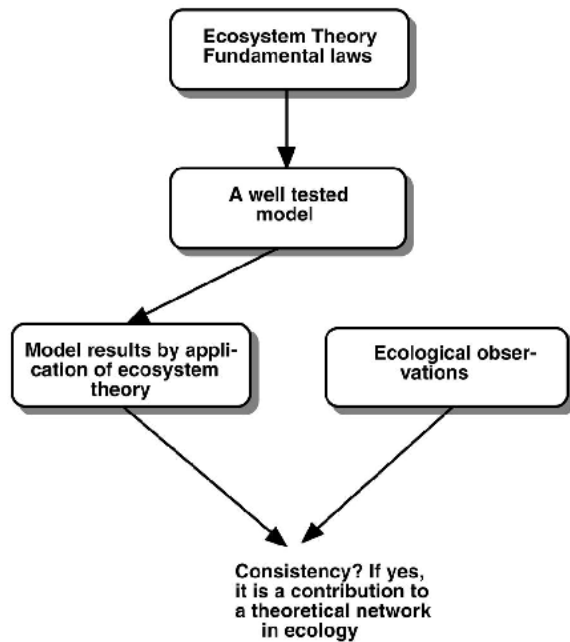 Ecosystem Theory
Fundamental laws
A well tested
model
Model results by appli-
cation of ecosystem
theory
Ecological obser-
vations
Consistency? If yes,
it is a contribution to
a theoretical network
in ecology